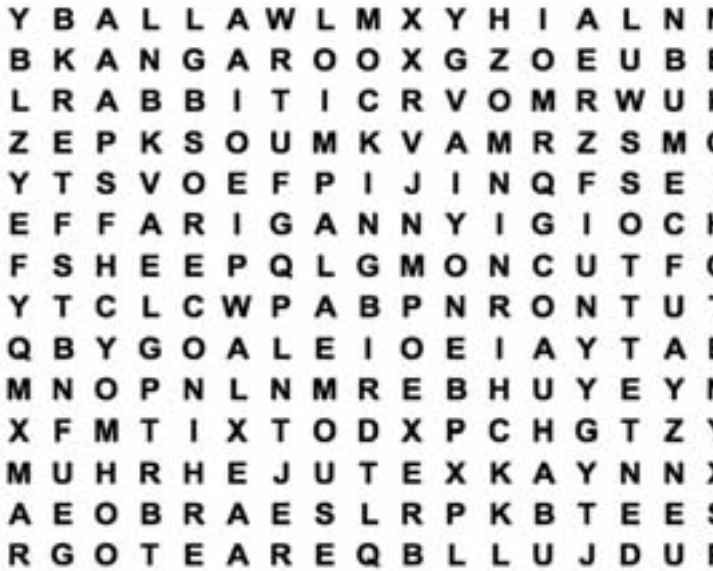 Y B A L L A W L M X Y H I A L N
B K A N G A R O O X G Z O E U B
L R A B B I T I C R V O M R W U
Z E P K S O U M K V A M R Z S M
Y T S V O E F P I J I N Q F S E
E F F A R I G A N N Y I G I O C
F S H E E P Q L G M O N C U T F
Y T C L C W P A B P N R O N T U
Q B Y G O A L E I O E I A Y T A
M N O P N L N M R E B H U Y E Y
X F M T I X T O D X P C H G T Z
M U H R H E J U T E X K A Y N N
A E O B R A E S L R P K B T E E
R G O T E A R E Q B L L U J D U